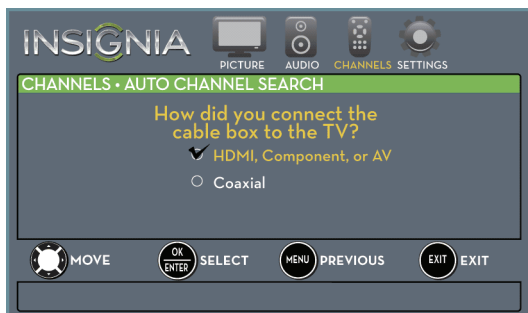 INSIGNIA
PICTURE AUDIO CHANNELS SETTINGS
CHANNELS • AUTO CHANNEL SEARCH
How did you connect the
cable box to the TV?
HDMI, Component, or AV
Coaxial
MOVE OK ENTER SELECT MENU PREVIOUS EXIT EXIT